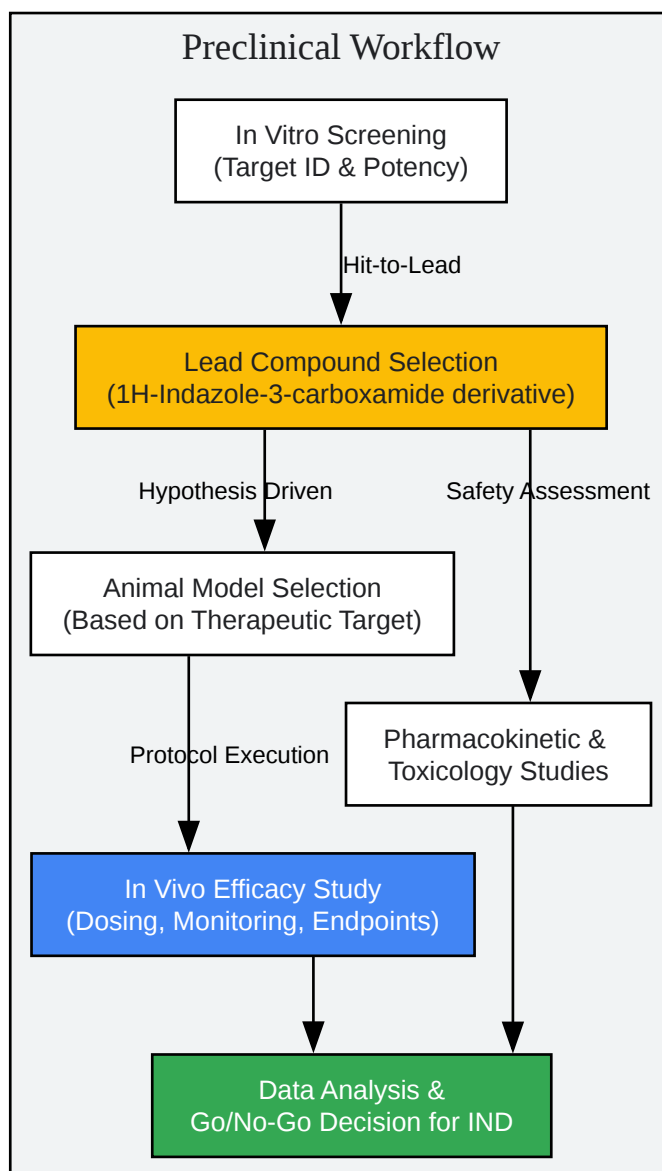 Preclinical Workflow
In Vitro Screening
(Target ID & Potency)
Hit-to-Lead
Lead Compound Selection
(1H-Indazole-3-carboxamide derivative)
Hypothesis Driven
Safety Assessment
Animal Model Selection
(Based on Therapeutic Target)
Protocol Execution
Pharmacokinetic &
Toxicology Studies
In Vivo Efficacy Study
(Dosing, Monitoring, Endpoints)
Data Analysis &
Go/No-Go Decision for IND